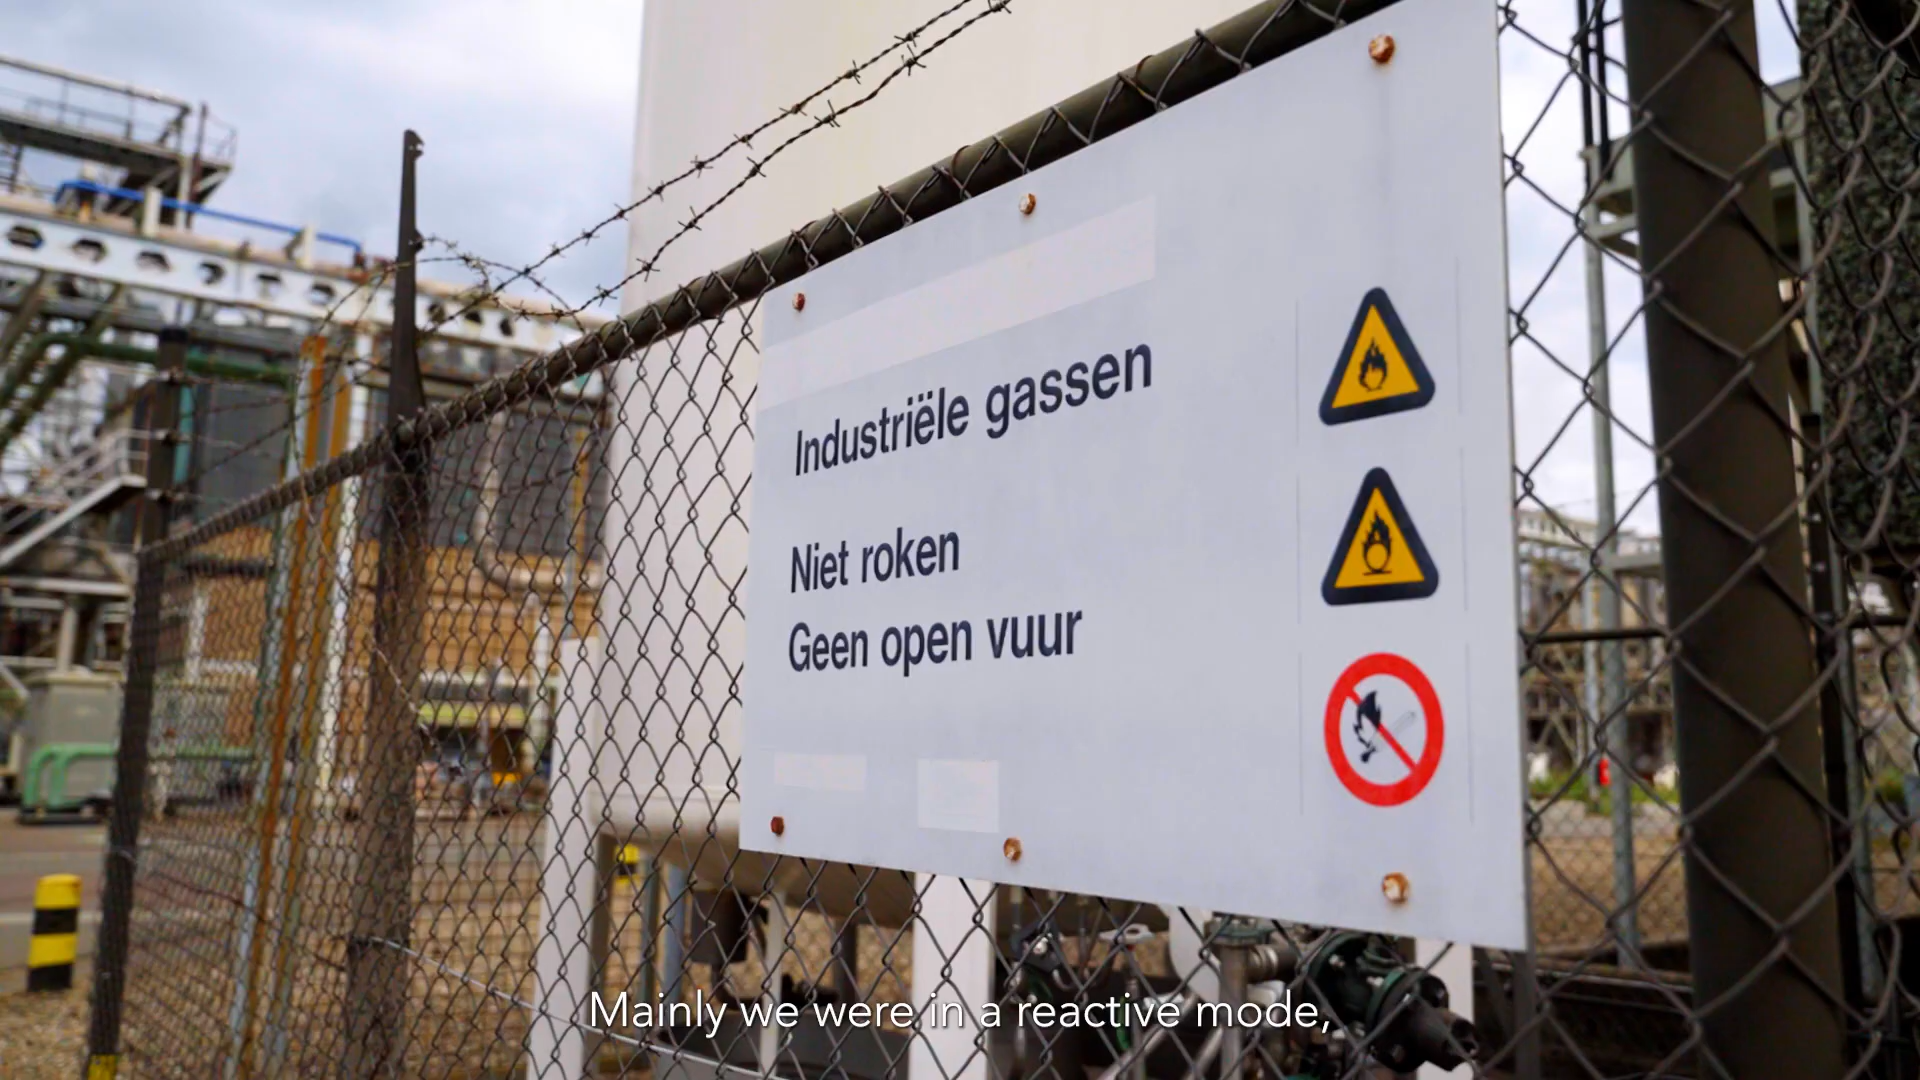 Industriële gassen
Niet roken
Geen open vuur
Mainly we were in a reactive mode,